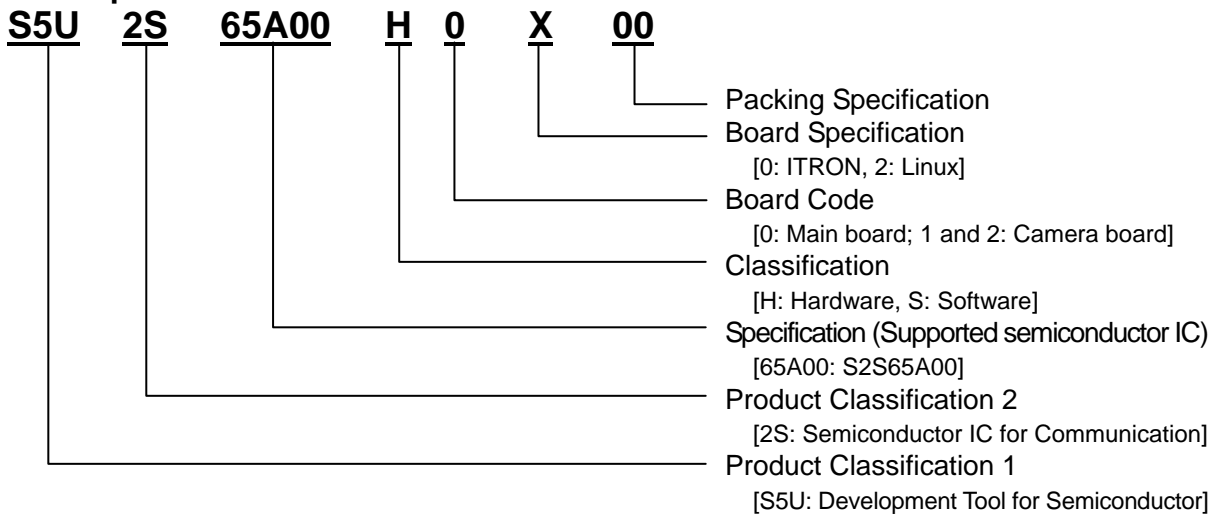 S5U 2S 65A00 H 0 X 00
Packing Specification
Board Specification
[0: ITRON, 2: Linux]
Board Code
[0: Main board; 1 and 2: Camera board]
Classification
[H: Hardware, S: Software]
Specification (Supported semiconductor IC)
[65A00: S2S65A00]
Product Classification 2
[2S: Semiconductor IC for Communication]
Product Classification 1
[S5U: Development Tool for Semiconductor]